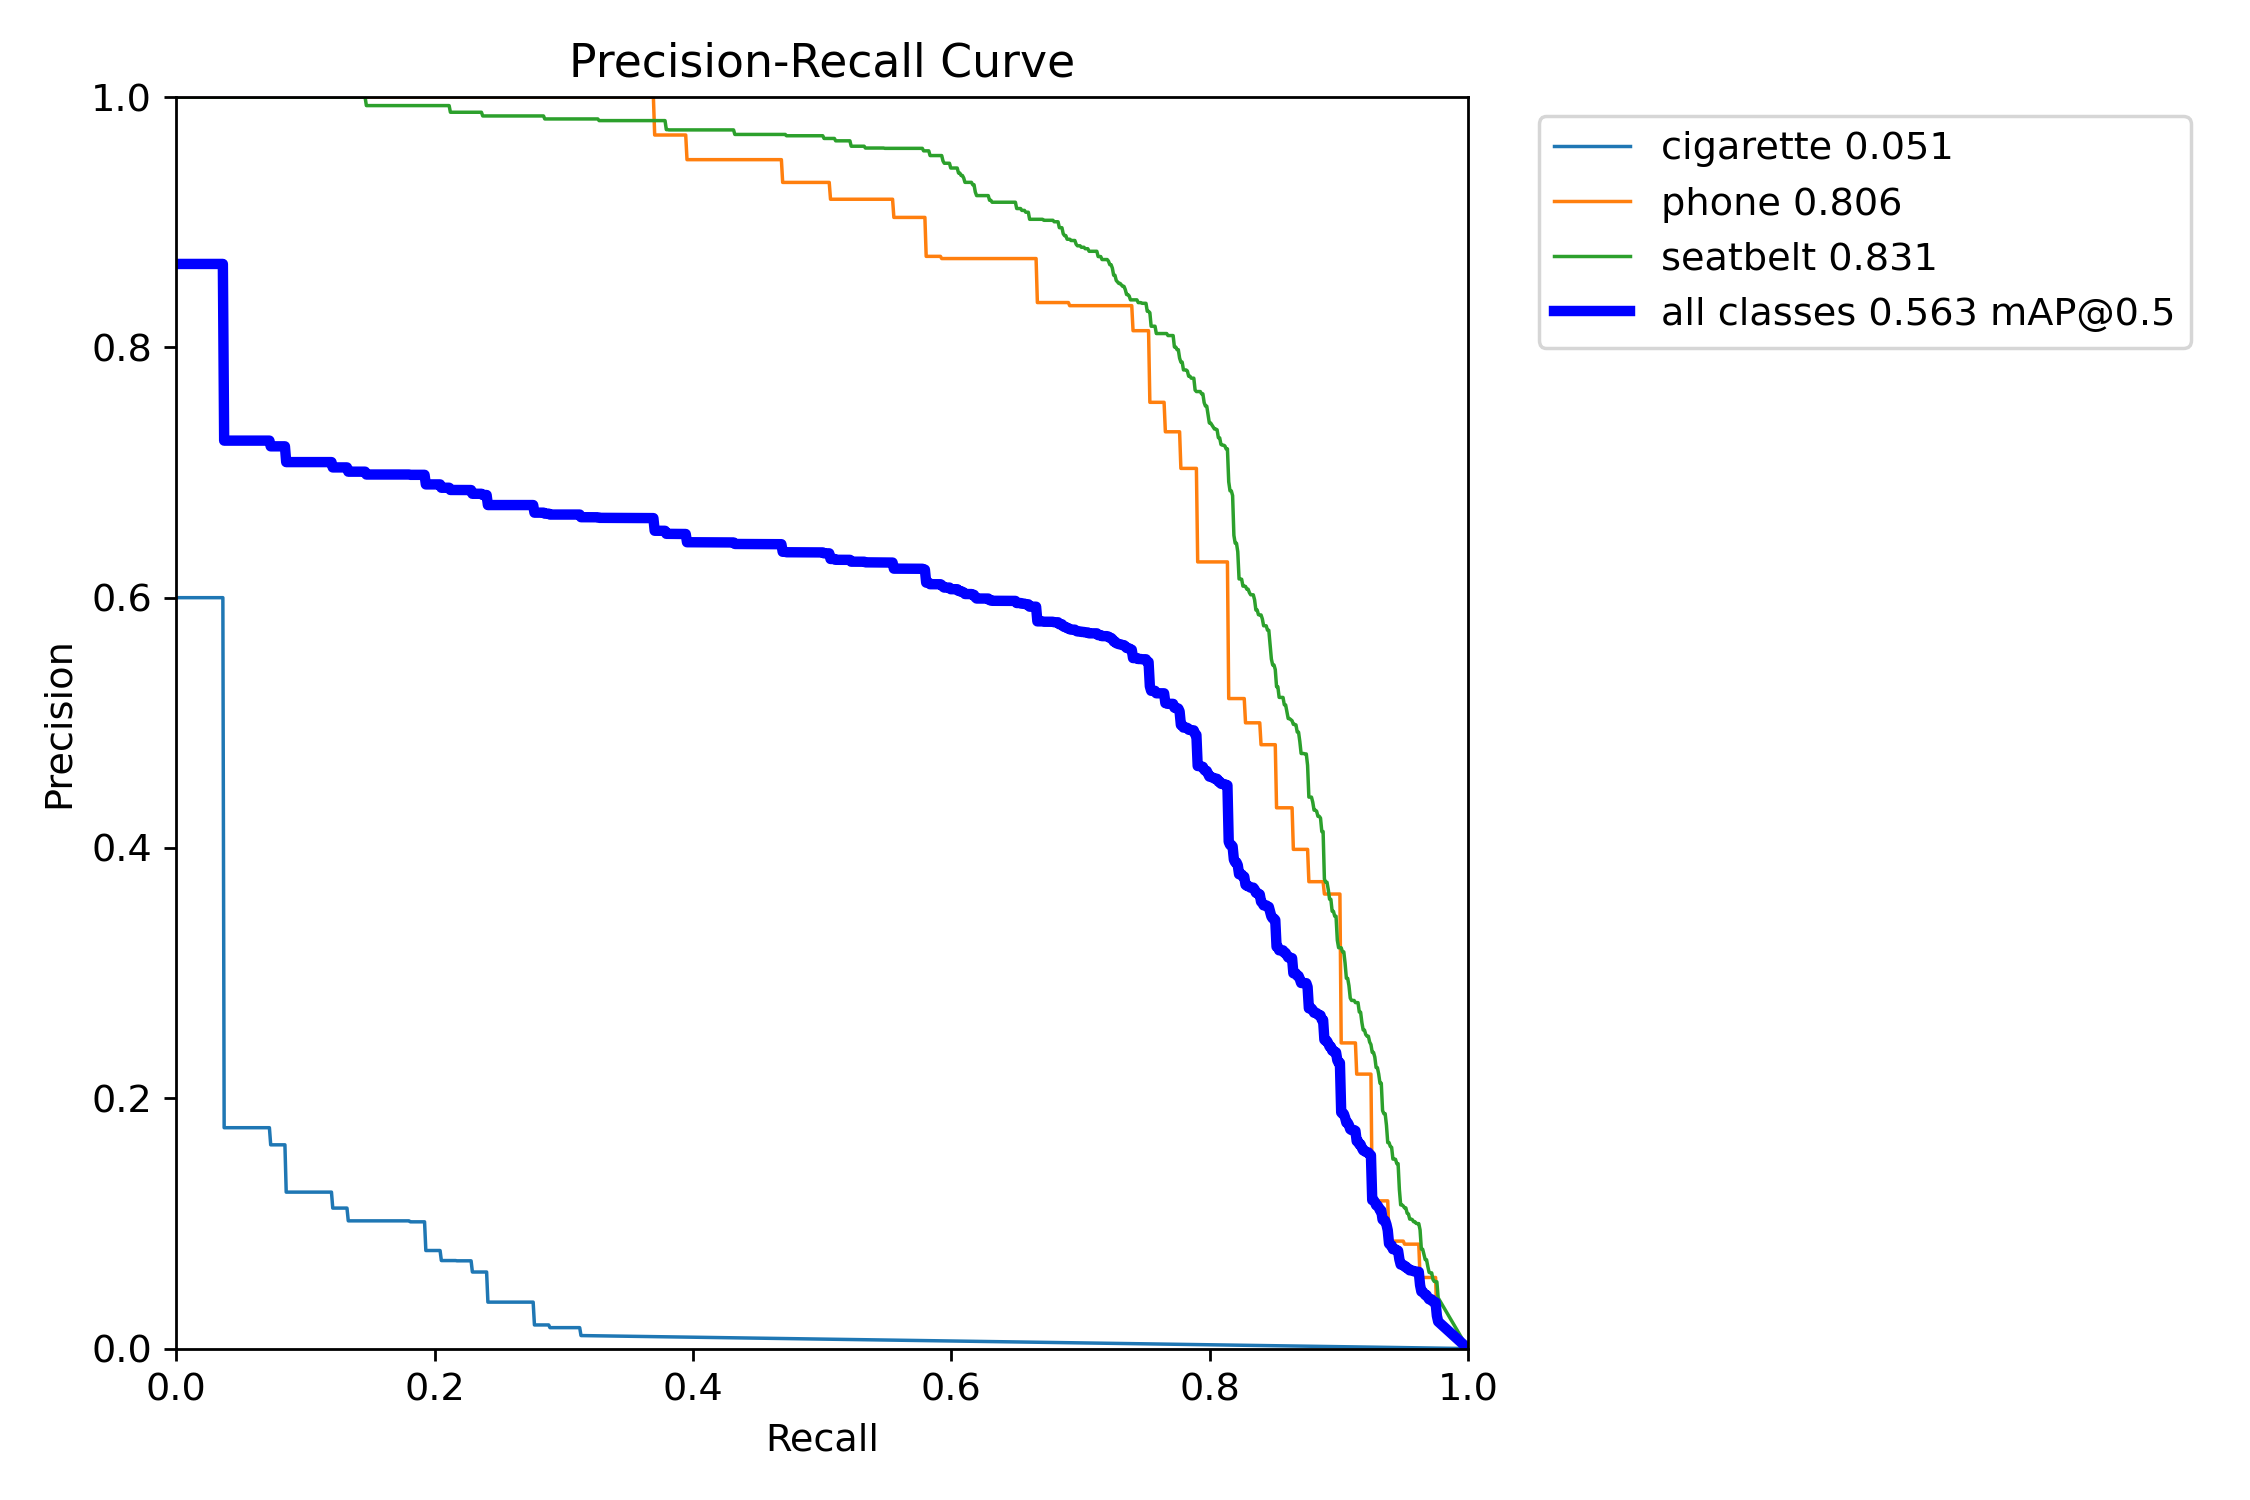 Precision-Recall Curve
1.0
0.8
0.6
0.4
0.2
0.0
Precision
0.0 0.2 0.4 0.6 0.8 1.0
Recall
cigarette 0.051
phone 0.806
seatbelt 0.831
all classes 0.563 mAP@0.5